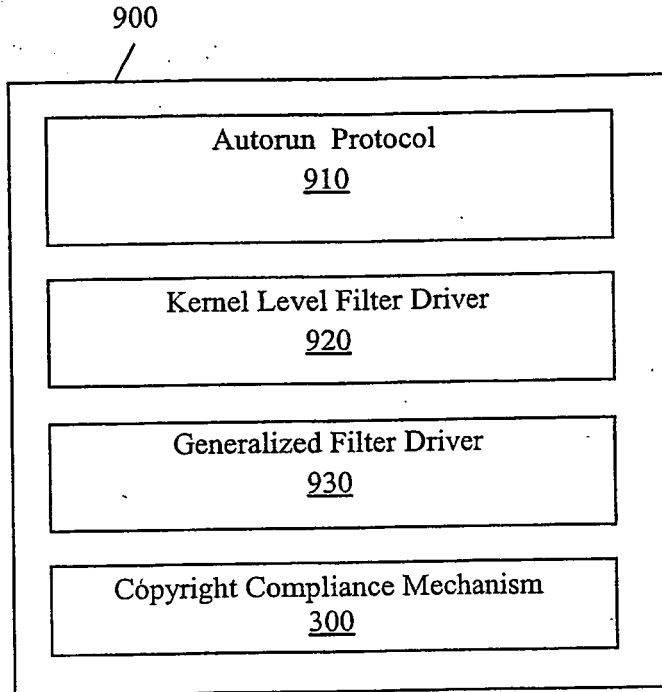 900
Autorun Protocol
910
Kernel Level Filter Driver
920
Generalized Filter Driver
930
Copyright Compliance Mechanism
300